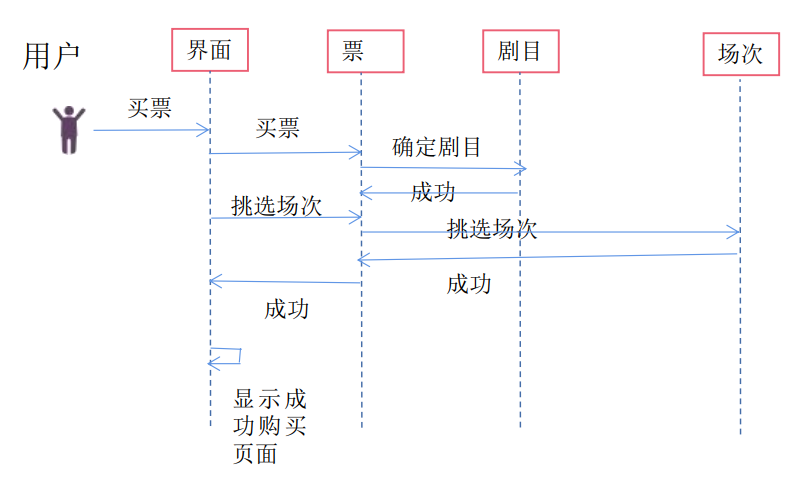 用户
界面
票
剧目
场次
买票
买票
确定剧目
成功
挑选场次
挑选场次
成功
成功
显示成
功购买
页面